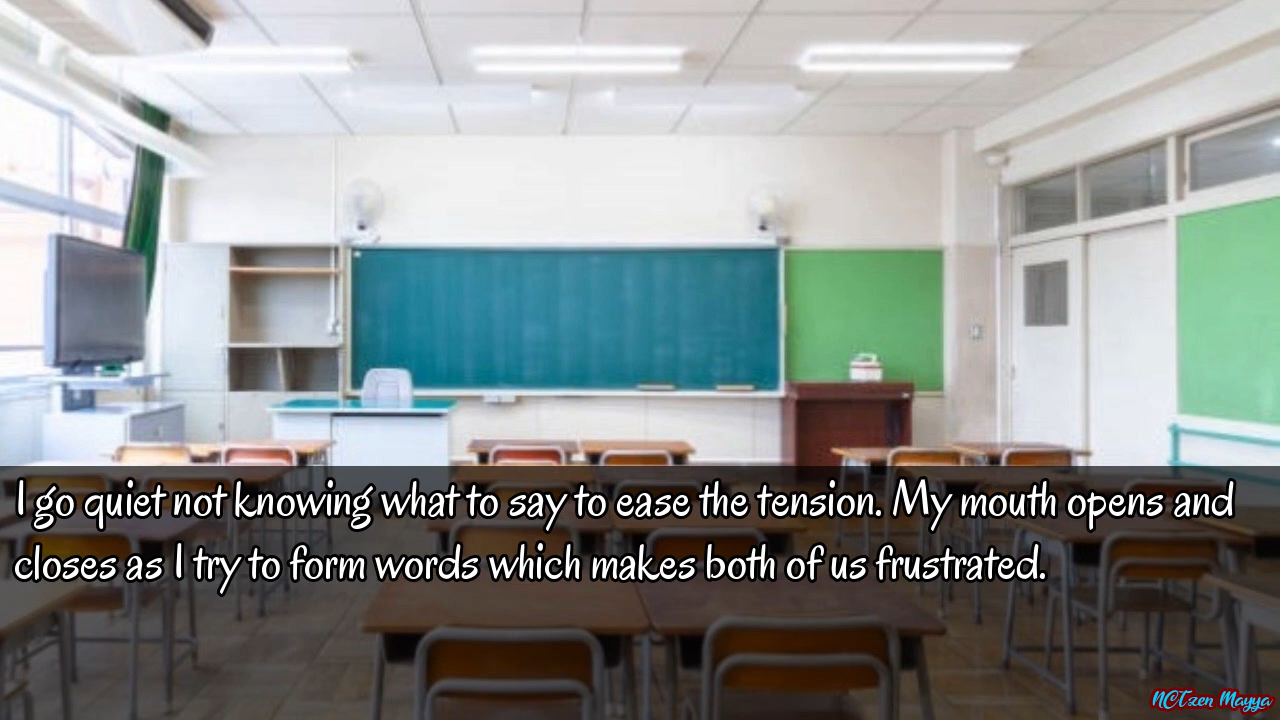 I go quiet not knowing what to say to ease the tension. My mouth opens and
closes as I try to form words which makes both of us frustrated.
NCTzen Mayya